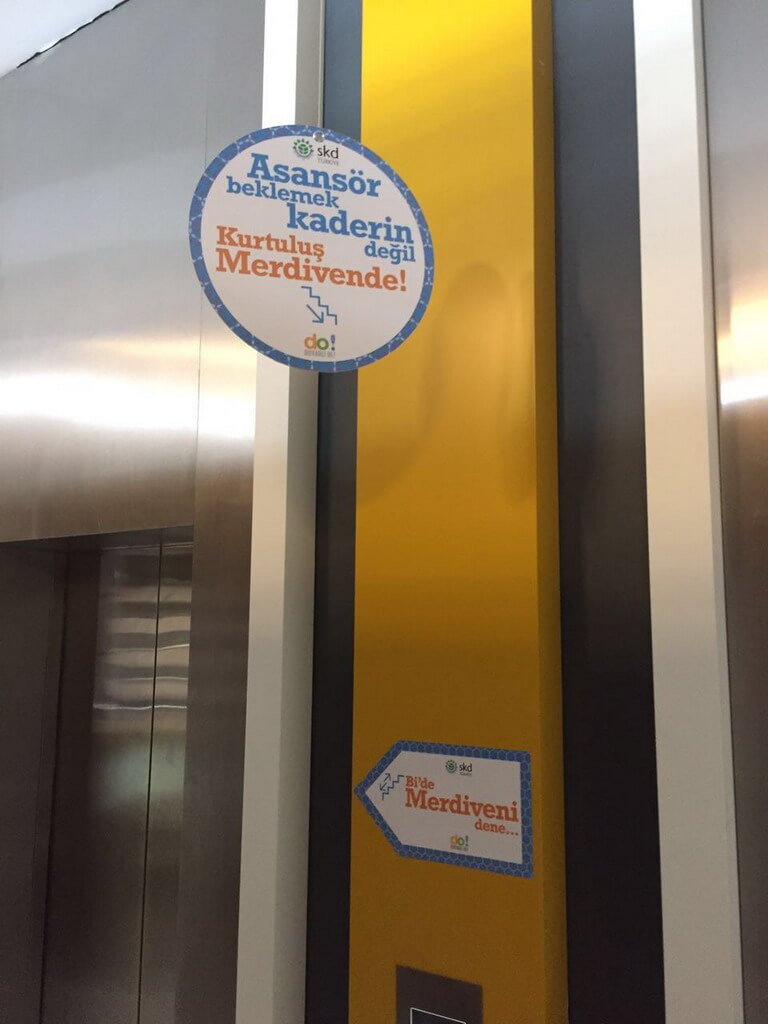 skd
TÜRKİYE
Asansör
beklemek
kaderin
değil
Kurtuluş
Merdivende!
do!
skd
Bi'de
Merdiveni
dene...
do!